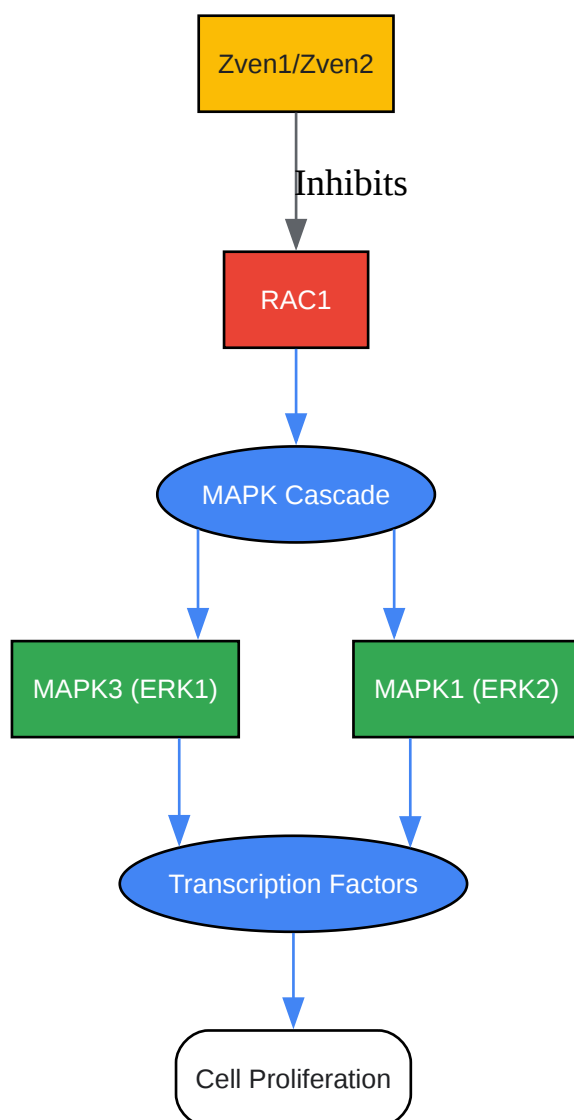 Zven1/Zven2
Inhibits
RAC1
MAPK Cascade
MAPK3 (ERK1)
MAPK1 (ERK2)
Transcription Factors
Cell Proliferation